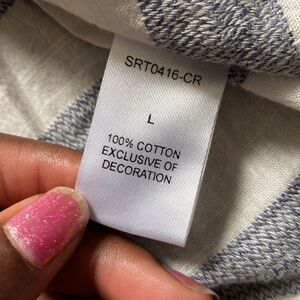 SRT0416-CR
L
100% COTTON
EXCLUSIVE OF
DECORATION